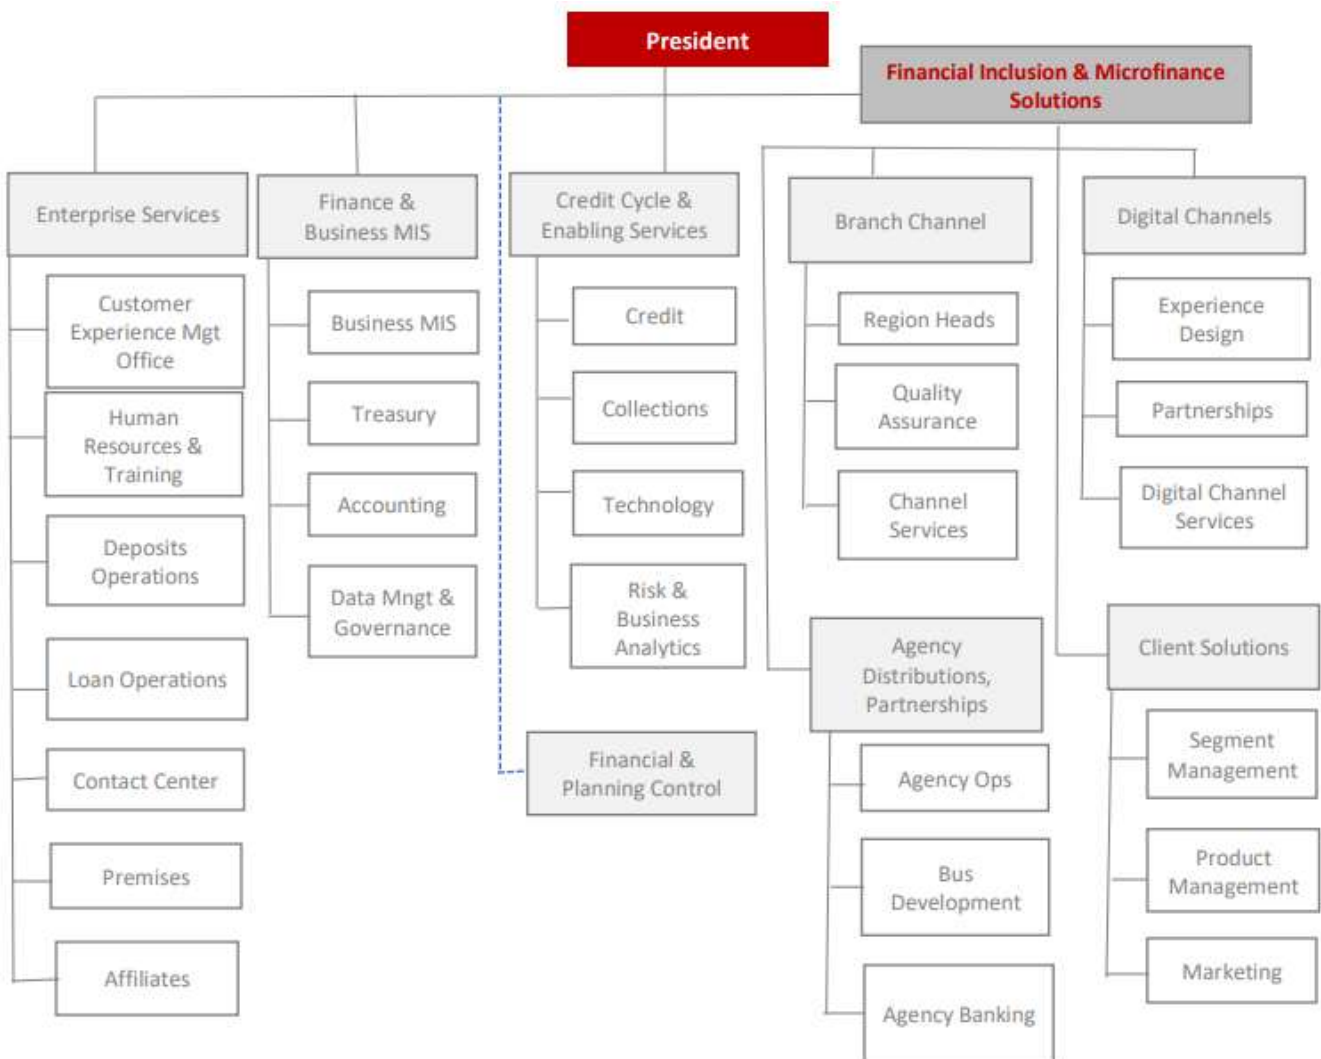 President
Financial Inclusion & Microfinance
Solutions
Enterprise Services
Customer
Experience Mgt
Office
Human
Resources &
Training
Deposits
Operations
Loan Operations
Contact Center
Premises
Affiliates
Finance &
Business MIS
Business MIS
Treasury
Accounting
Data Mngt &
Governance
Credit Cycle &
Enabling Services
Credit
Collections
Technology
Risk &
Business
Analytics
Financial &
Planning Control
Branch Channel
Region Heads
Quality
Assurance
Channel
Services
Agency
Distributions,
Partnerships
Agency Ops
Bus
Development
Agency Banking
Digital Channels
Experience
Design
Partnerships
Digital Channel
Services
Client Solutions
Segment
Management
Product
Management
Marketing